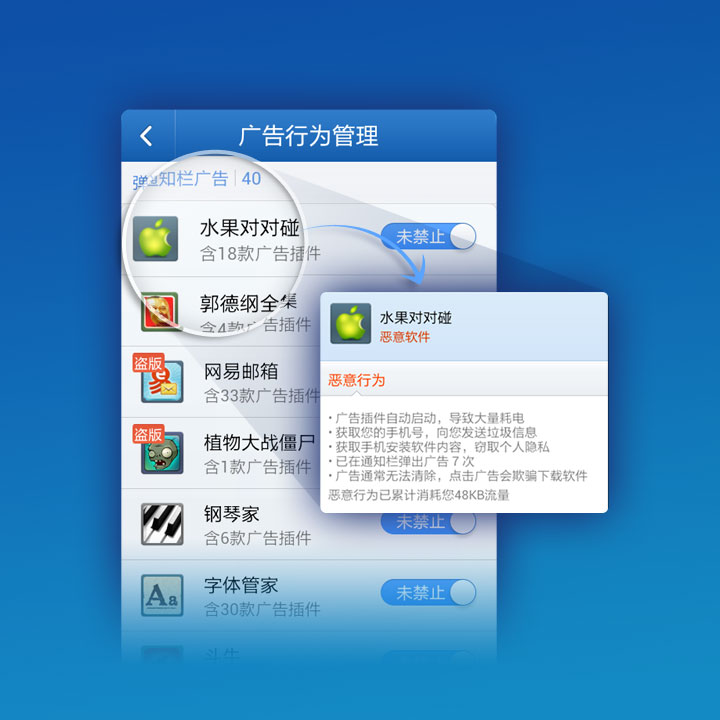 广告行为管理
知栏广告 | 40
水果对对碰
含18款广告插件
未禁止
郭德纲全集
含4款广告插件
盗版
网易邮箱
含33款广告插件
盗版
植物大战僵尸
含1款广告插件
钢琴家
含6款广告插件
未禁止
Aa
字体管家
含30款广告插件
未禁止
水果对对碰
恶意软件
恶意行为
• 广告插件自动启动，导致大量耗电
• 获取您的手机号，向您发送垃圾信息
• 获取手机安装软件内容，窃取个人隐私
• 已在通知栏弹出广告 7 次
• 广告通常无法清除，点击广告会欺骗下载软件
恶意行为已累计消耗您48KB流量